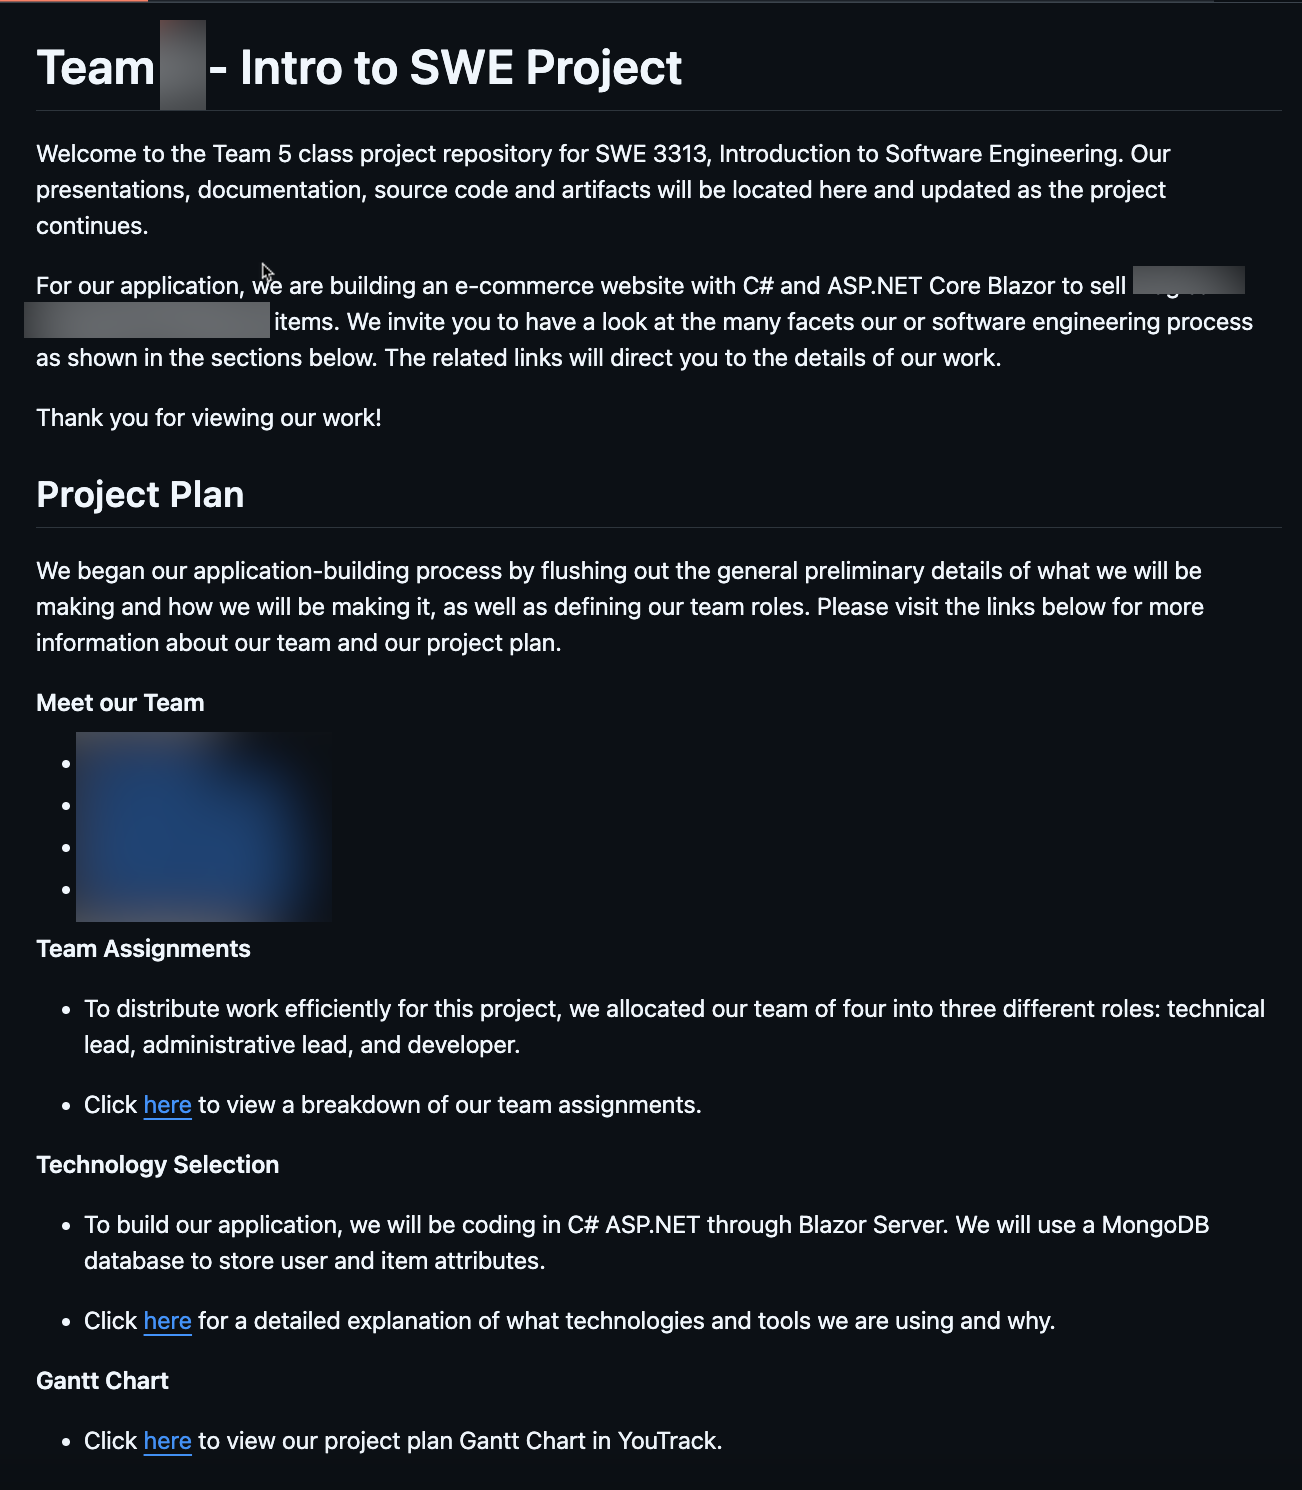 Team - Intro to SWE Project
Welcome to the Team 5 class project repository for SWE 3313, Introduction to Software Engineering. Our
presentations, documentation, source code and artifacts will be located here and updated as the project
continues.
For our application, we are building an e-commerce website with C# and ASP.NET Core Blazor to sell
items. We invite you to have a look at the many facets our or software engineering process
as shown in the sections below. The related links will direct you to the details of our work.
Thank you for viewing our work!
Project Plan
We began our application-building process by flushing out the general preliminary details of what we will be
making and how we will be making it, as well as defining our team roles. Please visit the links below for more
information about our team and our project plan.
Meet our Team
Team Assignments
• To distribute work efficiently for this project, we allocated our team of four into three different roles: technical
lead, administrative lead, and developer.
• Click here to view a breakdown of our team assignments.
Technology Selection
• To build our application, we will be coding in C# ASP.NET through Blazor Server. We will use a MongoDB
database to store user and item attributes.
• Click here for a detailed explanation of what technologies and tools we are using and why.
Gantt Chart
• Click here to view our project plan Gantt Chart in YouTrack.